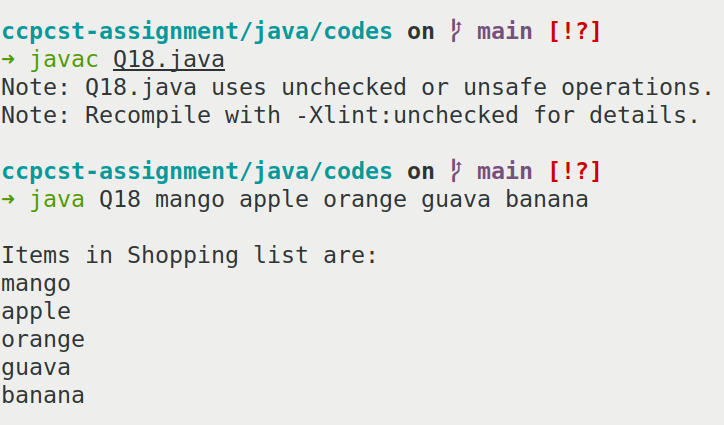 ccpcst-assignment/java/codes on  main [!?]
➜ javac Q18.java
Note: Q18.java uses unchecked or unsafe operations.
Note: Recompile with -Xlint:unchecked for details.
ccpcst-assignment/java/codes on  main [!?]
➜ java Q18 mango apple orange guava banana
Items in Shopping list are:
mango
apple
orange
guava
banana